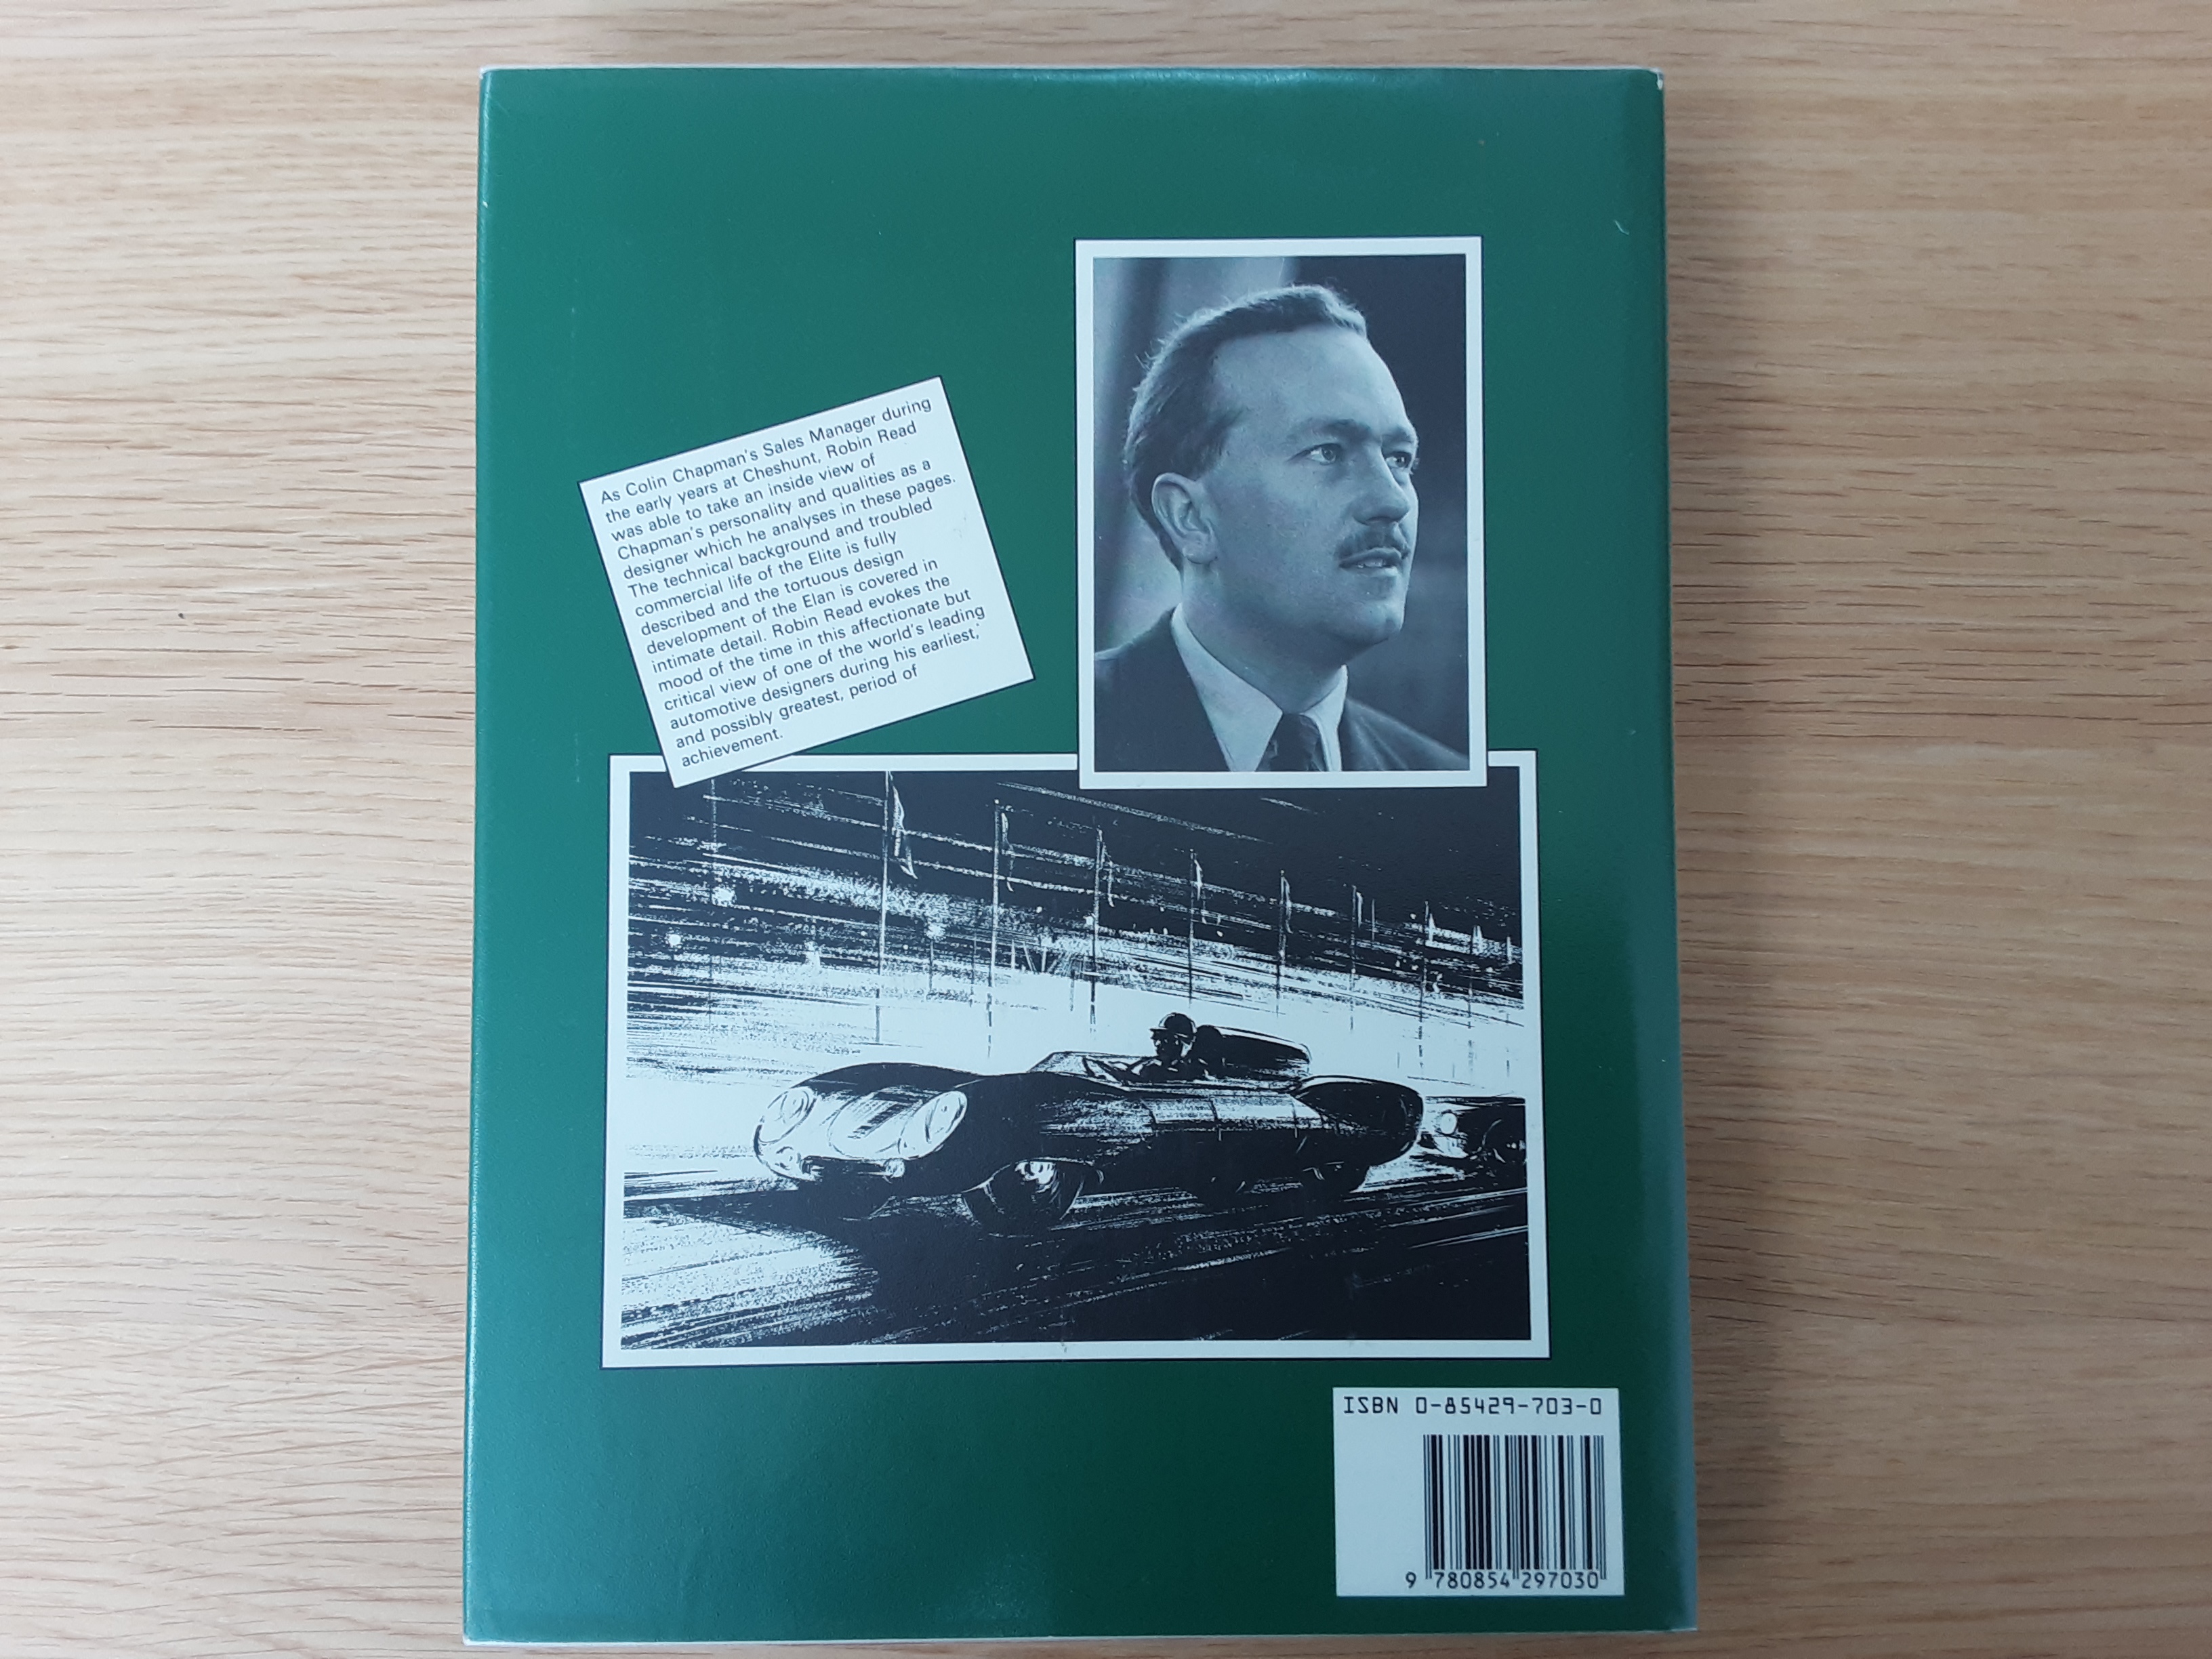 As Colin Chapman's Sales Manager during
the early years at Cheshunt, Robin Read
was able to take an inside view of
Chapman's personality and qualities as a
designer which he analyses in these pages.
The technical background and troubled
commercial life of the Elite is fully
described and the tortuous design
development of the Elan is covered in
intimate detail. Robin Read evokes the
mood of the time in this affectionate but
critical view of one of the world's leading
automotive designers during his earliest,
and possibly greatest, period of
achievement.
ISBN 0-85429-703-0
9 780854 297030